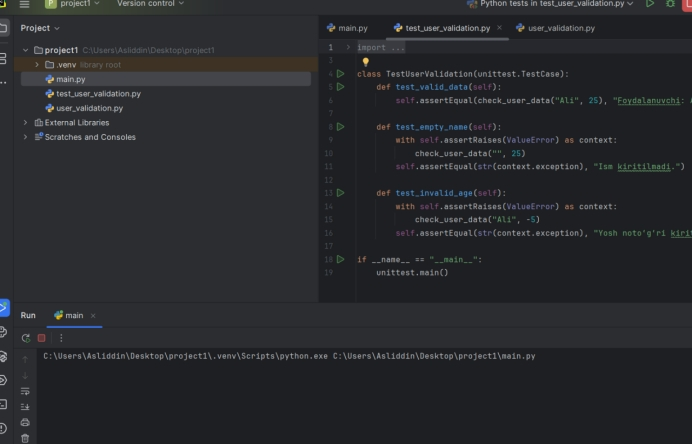 P project1
Version control
Python tests in test_user_validation.py
Project
main.py
test_user_validation.py
user_validation.py
project1 C:\Users\Asliddin\Desktop\project1
.venv library root
main.py
test_user_validation.py
user_validation.py
External Libraries
Scratches and Consoles
1 import ...
3
4 class TestUserValidation(unittest.TestCase):
5 def test_valid_data(self):
6 self.assertEqual(check_user_data("Ali", 25), "Foydalanuvchi:
7
8 def test_empty_name(self):
9 with self.assertRaises(ValueError) as context:
10 check_user_data("", 25)
11 self.assertEqual(str(context.exception), "Ism kiritilmadi.")
12
13 def test_invalid_age(self):
14 with self.assertRaises(ValueError) as context:
15 check_user_data("Ali", -5)
16 self.assertEqual(str(context.exception), "Yosh noto'g'ri
17
18 if __name__ == "__main__":
19 unittest.main()
Run
main
C:\Users\Asliddin\Desktop\project1\.venv\Scripts\python.exe C:\Users\Asliddin\Desktop\project1\main.py